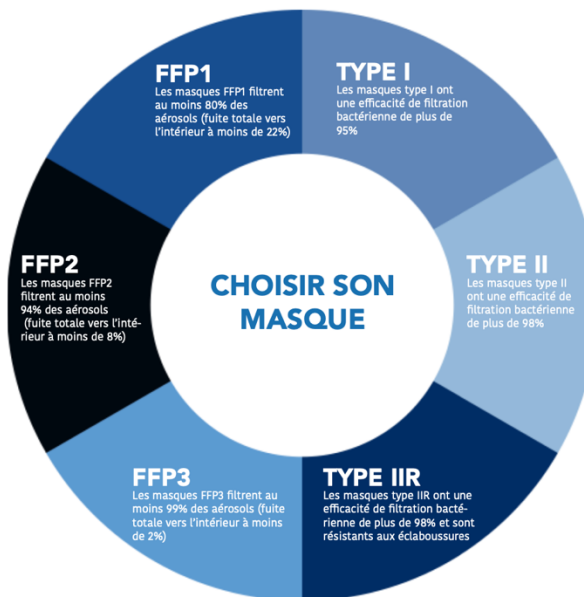 FFP1
Les masques FFP1 filtrent
au moins 80% des
aérosols (fuite totale vers
l'intérieur à moins de 22%)
TYPE I
Les masques type I ont
une efficacité de filtration
bactérienne de plus de
95%
FFP2
Les masques FFP2
filtrent au moins
94% des aérosols
(fuite totale vers l'inté-
rieur à moins de 8%)
CHOISIR SON
MASQUE
TYPE II
Les masques type II
ont une efficacité de
filtration bactérienne
de plus de 98%
FFP3
Les masques FFP3 filtrent au
moins 99% des aérosols (fuite
totale vers l'intérieur à moins
de 2%)
TYPE IIR
Les masques type IIR ont une
efficacité de filtration bacté-
rienne de plus de 98% et sont
résistants aux éclaboussures